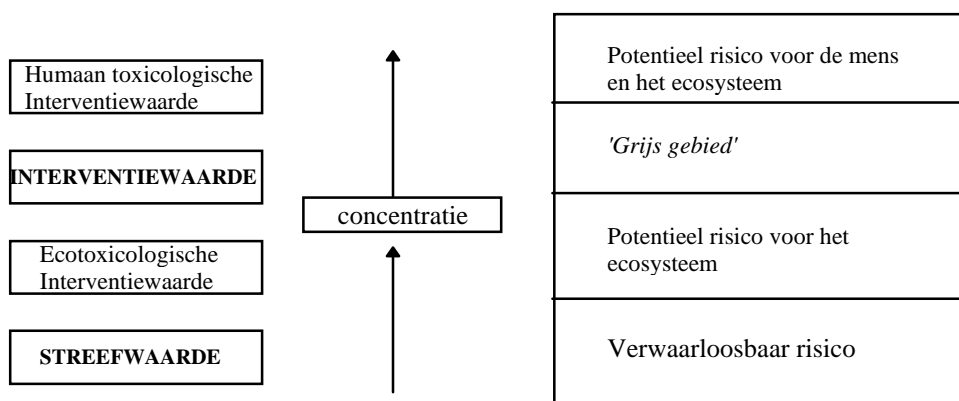 Humaan toxicologische
Interventiewaarde
INTERVENTIEWAARDE
Ecotoxicologische
Interventiewaarde
STREEFWAARDE
concentratie
Potentieel risico voor de mens
en het ecosysteem
'Grijs gebied'
Potentieel risico voor het
ecosysteem
Verwaarloosbaar risico